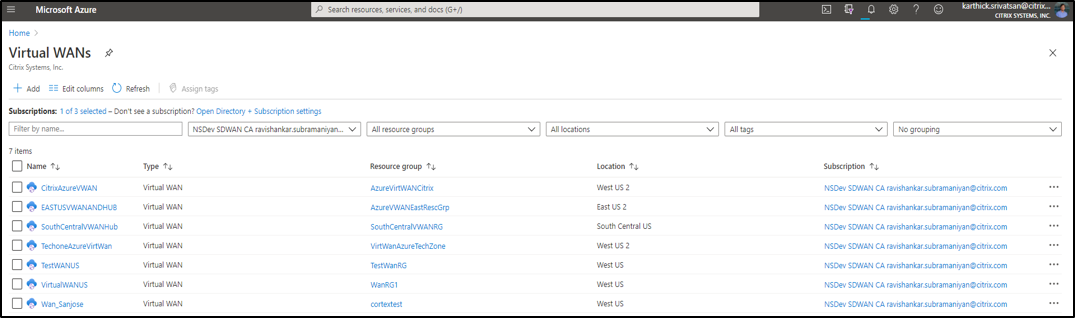 Microsoft Azure
Search resources, services, and docs (G+/)
karthick.srivatsan@citrix...
CITRIX SYSTEMS, INC.
Home >
Virtual WANs
Citrix Systems, Inc.
Add Edit columns Refresh Assign tags
Subscriptions: 1 of 3 selected – Don't see a subscription? Open Directory + Subscription settings
Filter by name... NSDev SDWAN CA ravishankar.subramaniyan... All resource groups All locations All tags No grouping
7 items
Name Type Resource group Location Subscription
CitrixAzureVWAN Virtual WAN AzureVirtWANCitrix West US 2 NSDev SDWAN CA ravishankar.subramaniyan@citrix.com
EASTUSVWANANDHUB Virtual WAN AzureVWANEastRescGrp East US 2 NSDev SDWAN CA ravishankar.subramaniyan@citrix.com
SouthCentralVWANHub Virtual WAN SouthCentralVWANRG South Central US NSDev SDWAN CA ravishankar.subramaniyan@citrix.com
TechoneAzureVirtWan Virtual WAN VirtWanAzureTechZone West US 2 NSDev SDWAN CA ravishankar.subramaniyan@citrix.com
TestWANUS Virtual WAN TestWanRG West US NSDev SDWAN CA ravishankar.subramaniyan@citrix.com
VirtualWANUS Virtual WAN WanRG1 West US NSDev SDWAN CA ravishankar.subramaniyan@citrix.com
Wan_Sanjose Virtual WAN cortextest West US NSDev SDWAN CA ravishankar.subramaniyan@citrix.com